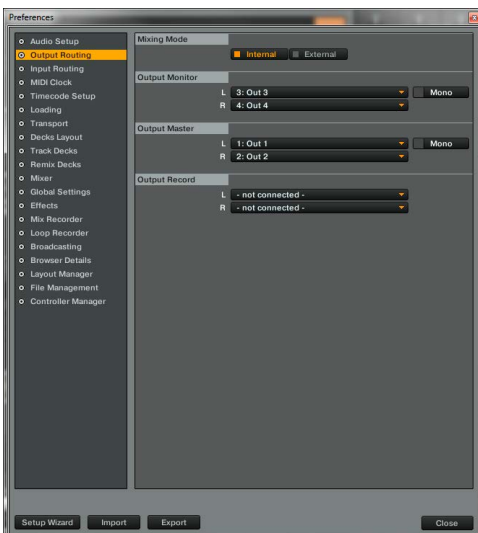 Preferences
Audio Setup
Output Routing
Input Routing
MIDI Clock
Timecode Setup
Loading
Transport
Decks Layout
Track Decks
Remix Decks
Mixer
Global Settings
Effects
Mix Recorder
Loop Recorder
Broadcasting
Browser Details
Layout Manager
File Management
Controller Manager
Mixing Mode
Internal External
Output Monitor
L 3: Out 3 Mono
R 4: Out 4
Output Master
L 1: Out 1 Mono
R 2: Out 2
Output Record
L - not connected -
R - not connected -
Setup Wizard Import Export Close